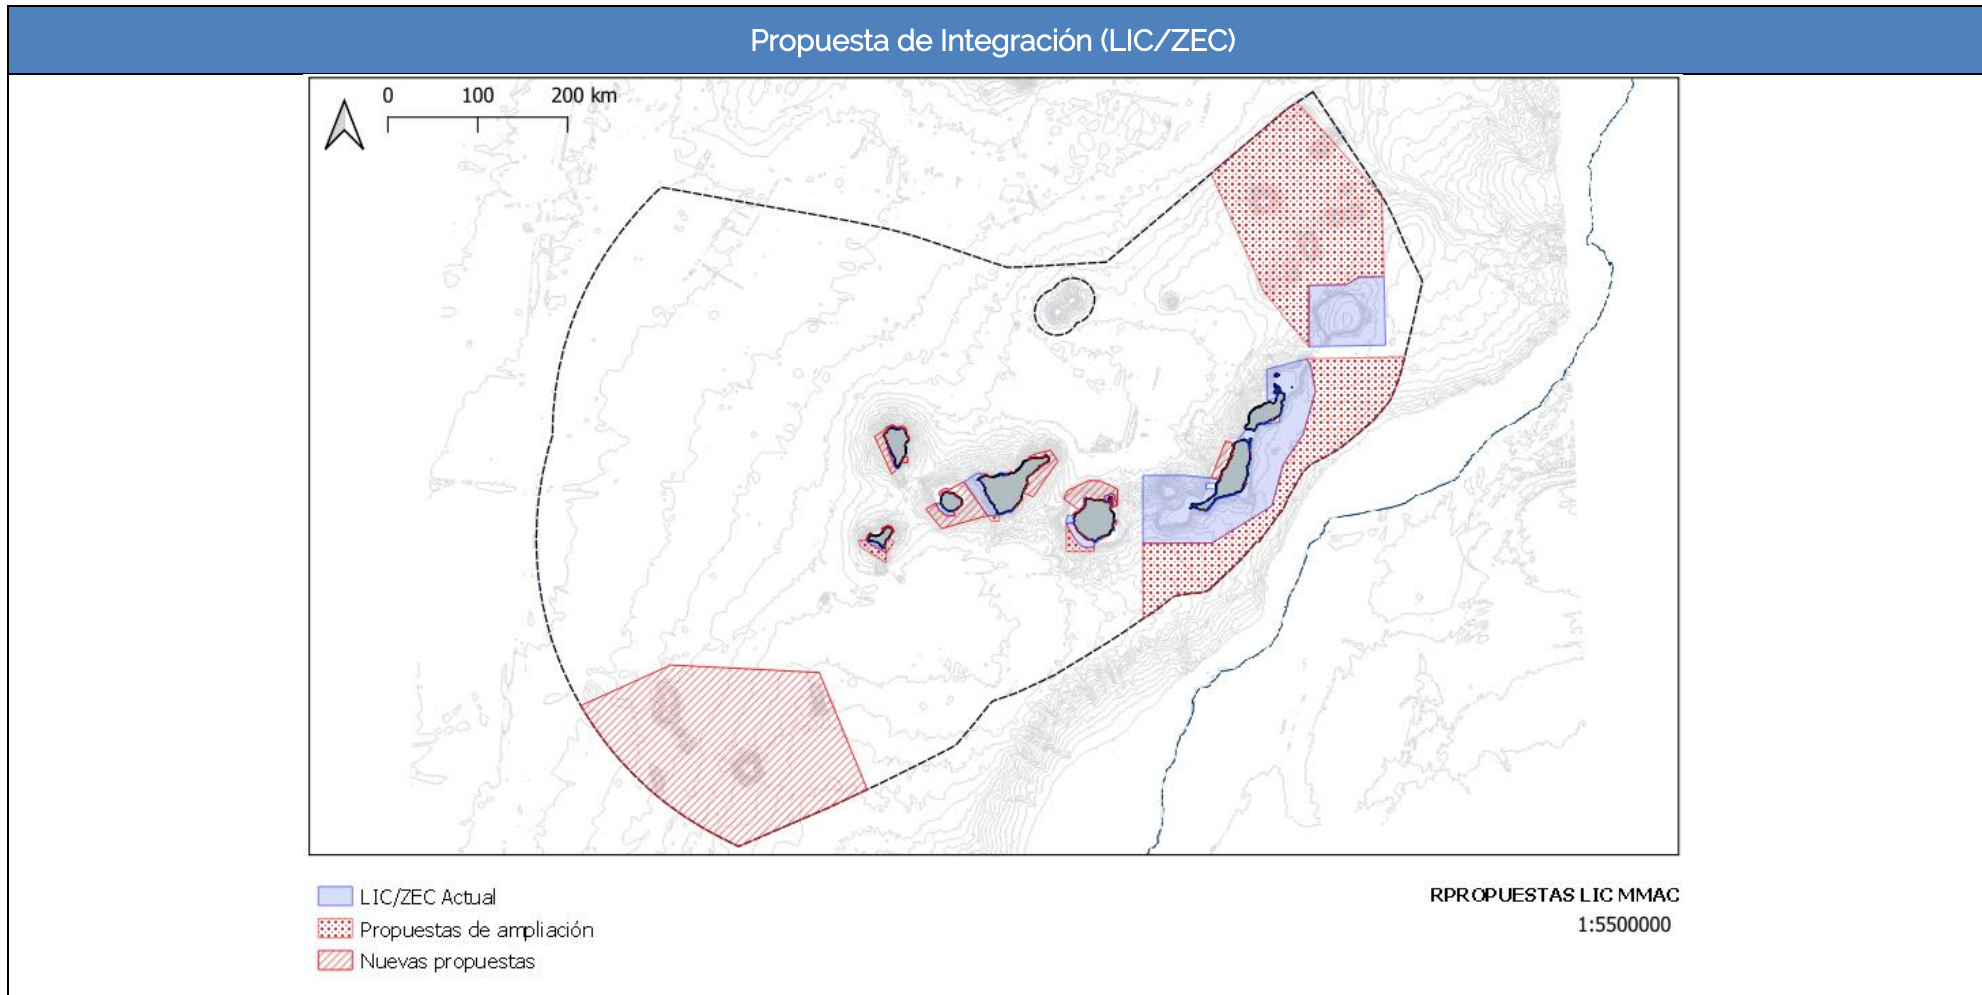 Propuesta de Integración (LIC/ZEC)
0 100 200 km
LIC/ZEC Actual
Propuestas de ampliación
Nuevas propuestas
RPROPUESTAS LIC MMAC
1:5500000